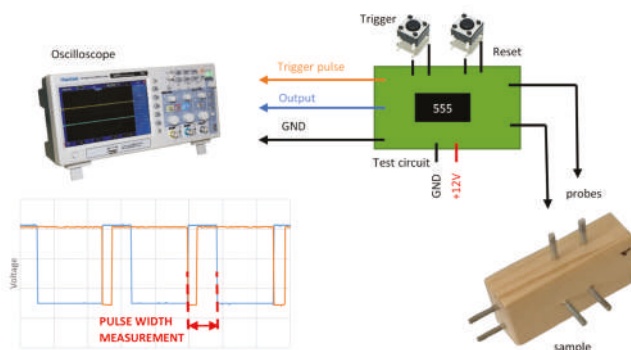 Trigger
Reset
Oscilloscope
Trigger pulse
Output
GND
555
Test circuit
GND
+12V
probes
Voltage
PULSE WIDTH
MEASUREMENT
sample